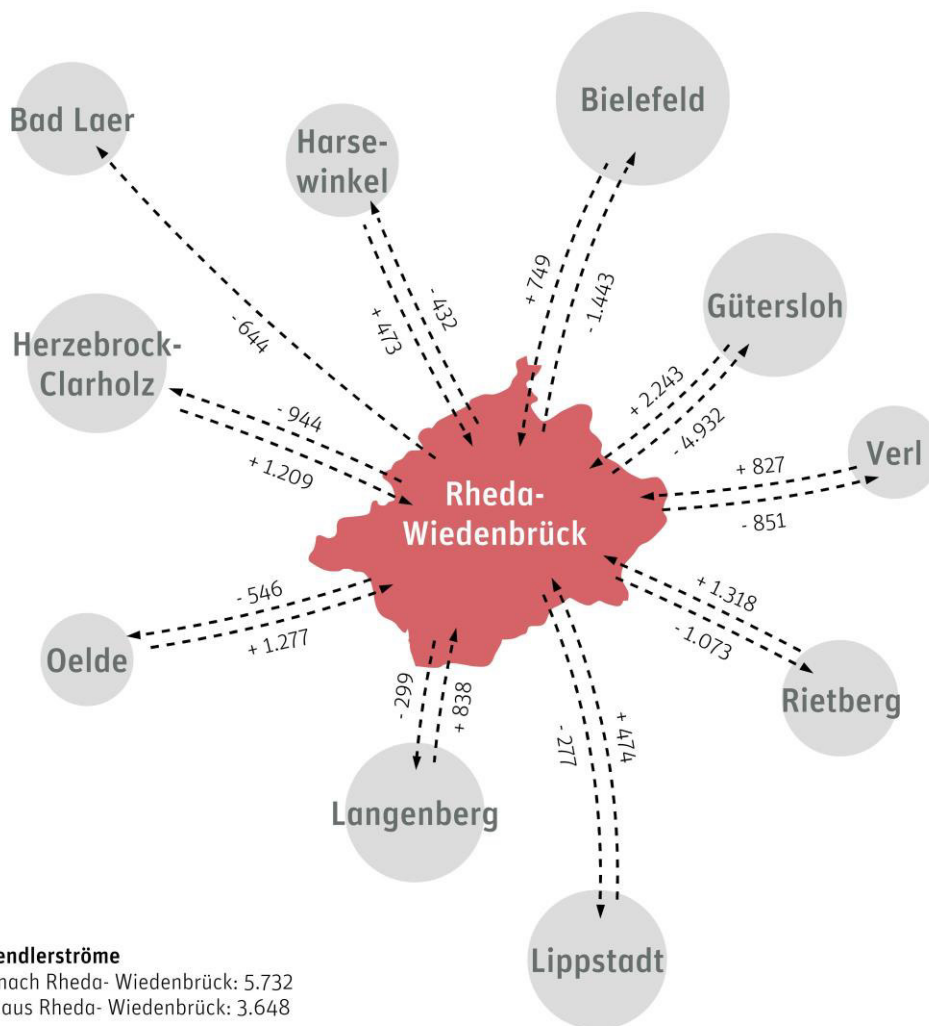 Bad Laer
Harse-
winkel
Bielefeld
Gütersloh
Herzebrock-
Clarholz
Verl
Rheda-
Wiedenbrück
Oelde
Rietberg
Langenberg
Lippstadt
- 644
- 432
+ 473
+ 749
- 1.443
+ 2.243
- 4.932
- 944
+ 1.209
+ 827
- 851
- 546
+ 1.277
+ 1.318
- 1.073
- 299
+ 838
- 277
+ 474
endlerströme
nach Rheda- Wiedenbrück: 5.732
aus Rheda- Wiedenbrück: 3.648